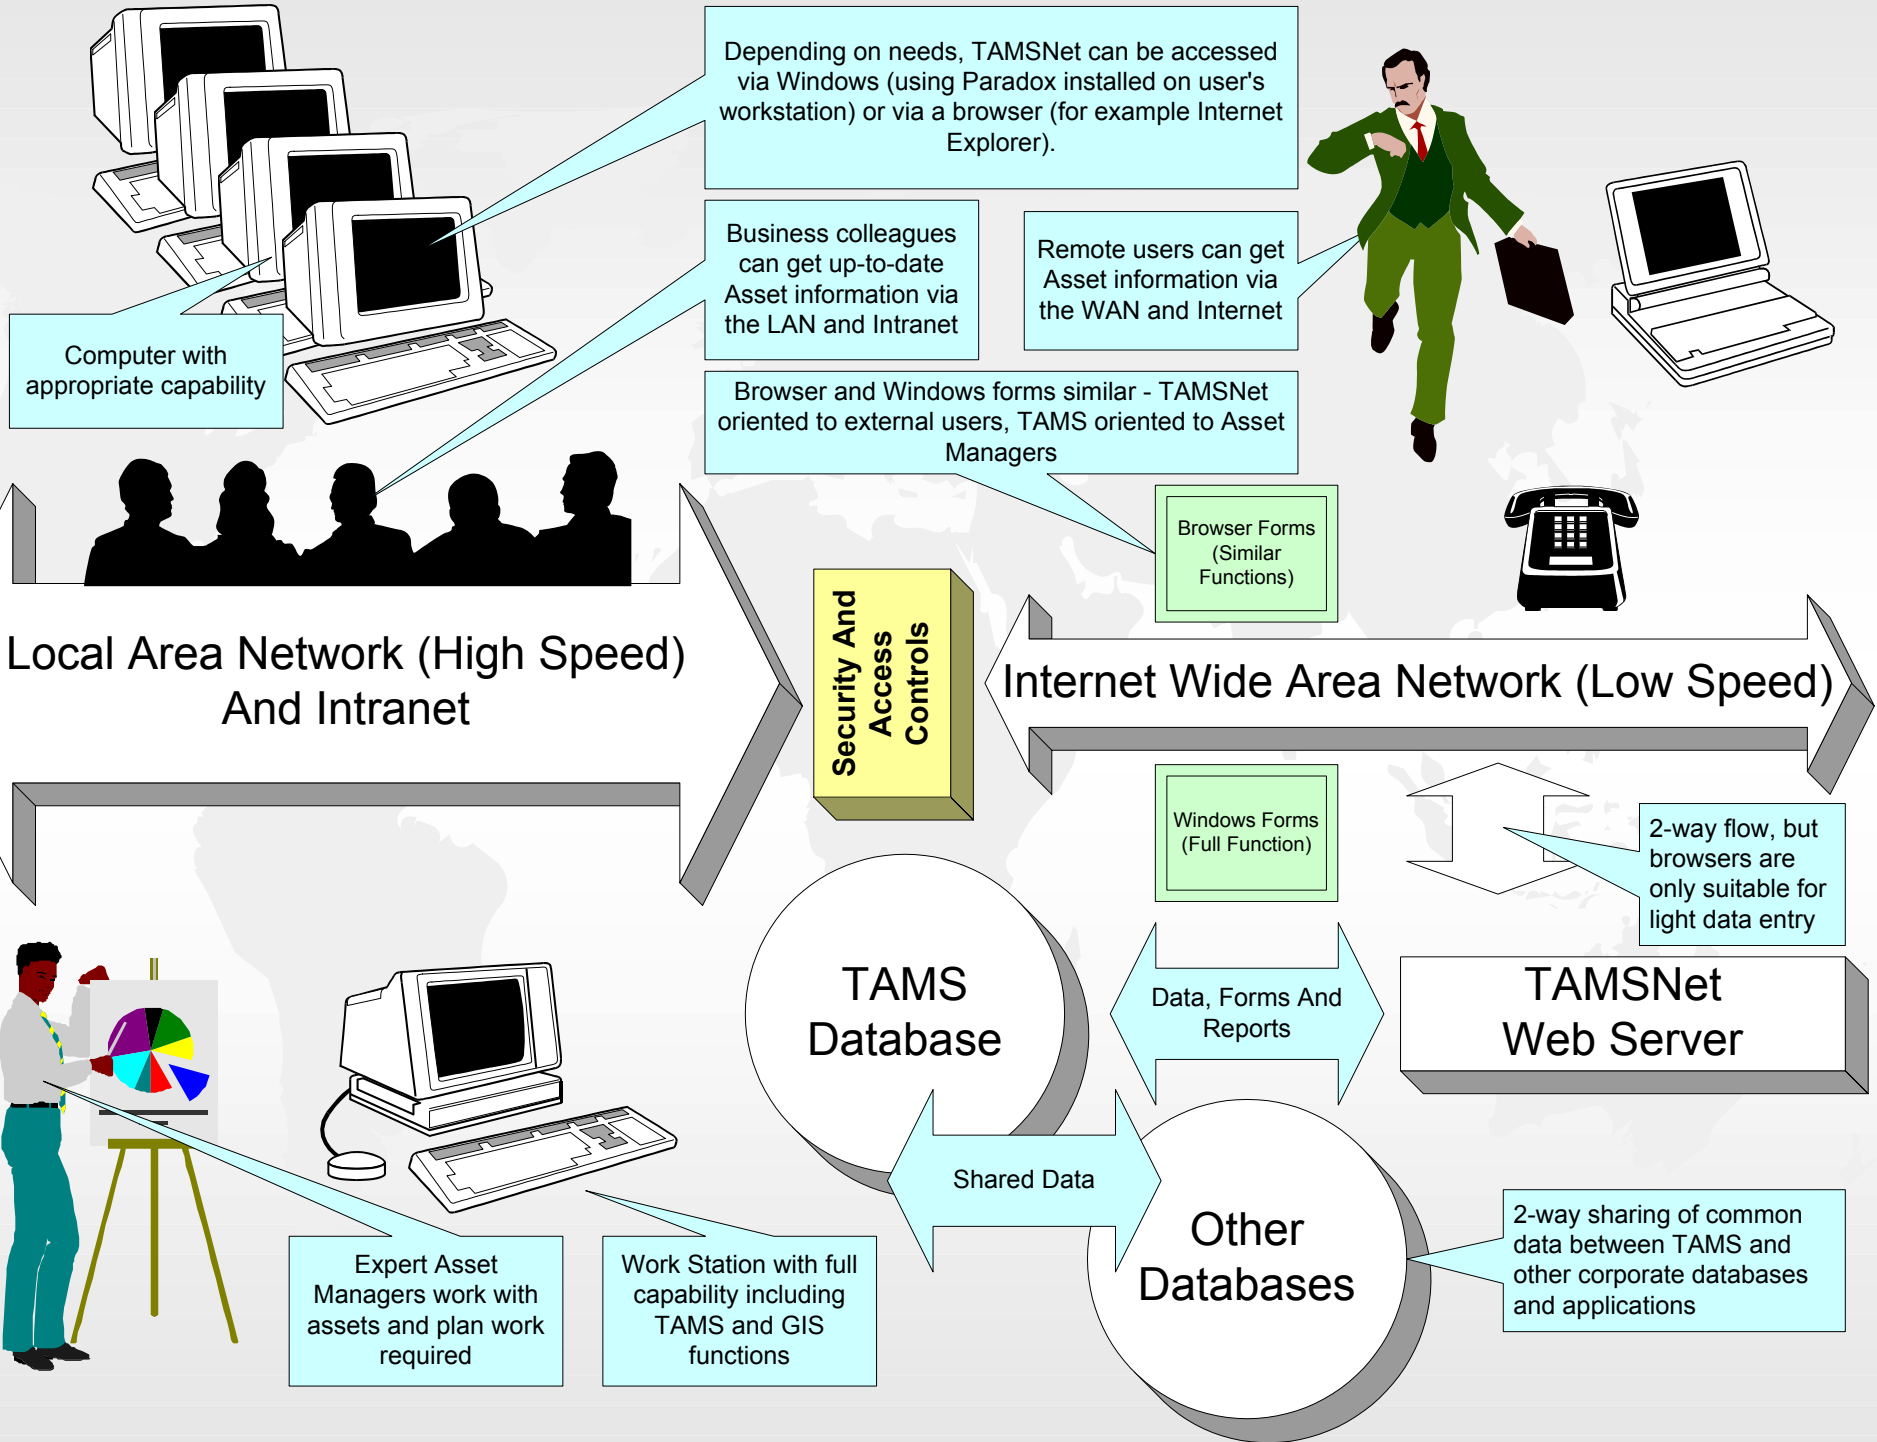 Depending on needs, TAMSNet can be accessed
via Windows (using Paradox installed on user's
workstation) or via a browser (for example Internet
Explorer).
Business colleagues
can get up-to-date
Asset information via
the LAN and Intranet
Remote users can get
Asset information via
the WAN and Internet
Computer with
appropriate capability
Browser and Windows forms similar - TAMSNet
oriented to external users, TAMS oriented to Asset
Managers
Browser Forms
(Similar
Functions)
Local Area Network (High Speed)
And Intranet
Security And
Access
Controls
Internet Wide Area Network (Low Speed)
Windows Forms
(Full Function)
2-way flow, but
browsers are
only suitable for
light data entry
TAMS
Database
Data, Forms And
Reports
TAMSNet
Web Server
Shared Data
Other
Databases
2-way sharing of common
data between TAMS and
other corporate databases
and applications
Expert Asset
Managers work with
assets and plan work
required
Work Station with full
capability including
TAMS and GIS
functions